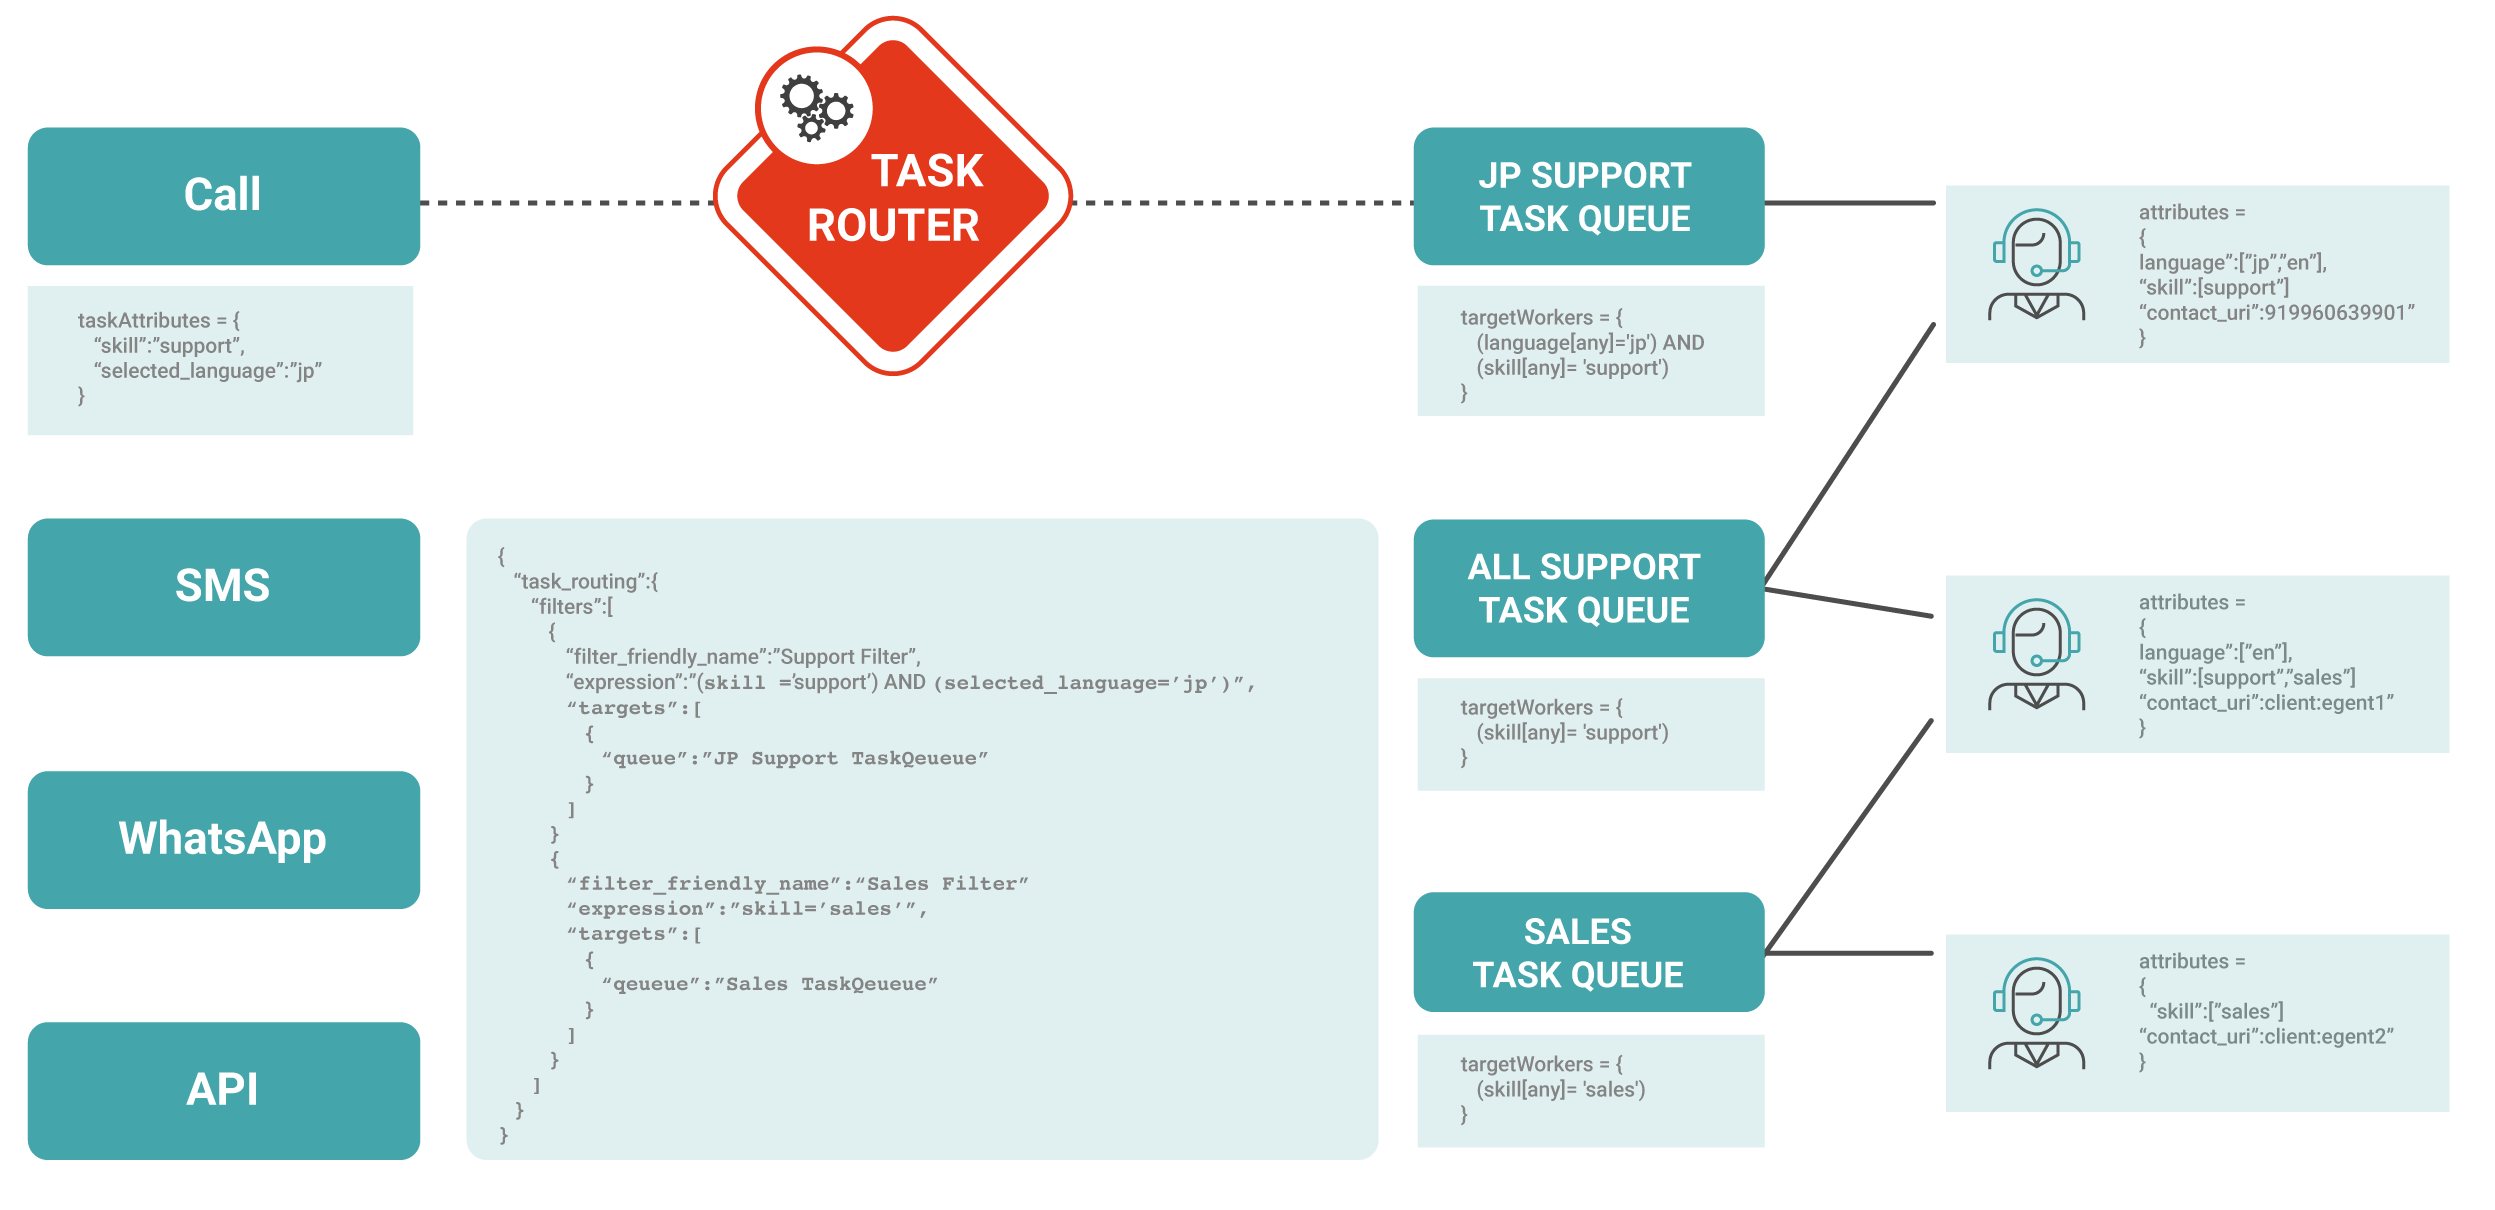 Call
taskAttributes = {
“skill”:”support”,
“selected_language”:”jp”
}
SMS
WhatsApp
API
TASK
ROUTER
{
“task_routing”:{
“filters”:[
{
“filter_friendly_name”:”Support Filter”,
“expression”:”(skill =’support’) AND (selected_language=’jp’)”,
“targets”:[
{
“queue”:”JP Support TaskQeueue”
}
]
}
{
“filter_friendly_name”:“Sales Filter”
“expression”:”skill=’sales’”,
“targets”:[
{
“qeueue”:”Sales TaskQeueue”
}
]
}
]
}
}
JP SUPPORT
TASK QUEUE
targetWorkers = {
(language[any]='jp') AND
(skill[any]= 'support')
}
ALL SUPPORT
TASK QUEUE
targetWorkers = {
(skill[any]= 'support')
}
SALES
TASK QUEUE
targetWorkers = {
(skill[any]= 'sales')
}
attributes =
{
language”:[”jp”,”en”],
“skill”:[support”]
“contact_uri”:919960639901”
}
attributes =
{
language”:[”en”],
“skill”:[support”,”sales”]
“contact_uri”:client:egent1”
}
attributes =
{
“skill”:[”sales”]
“contact_uri”:client:egent2”
}